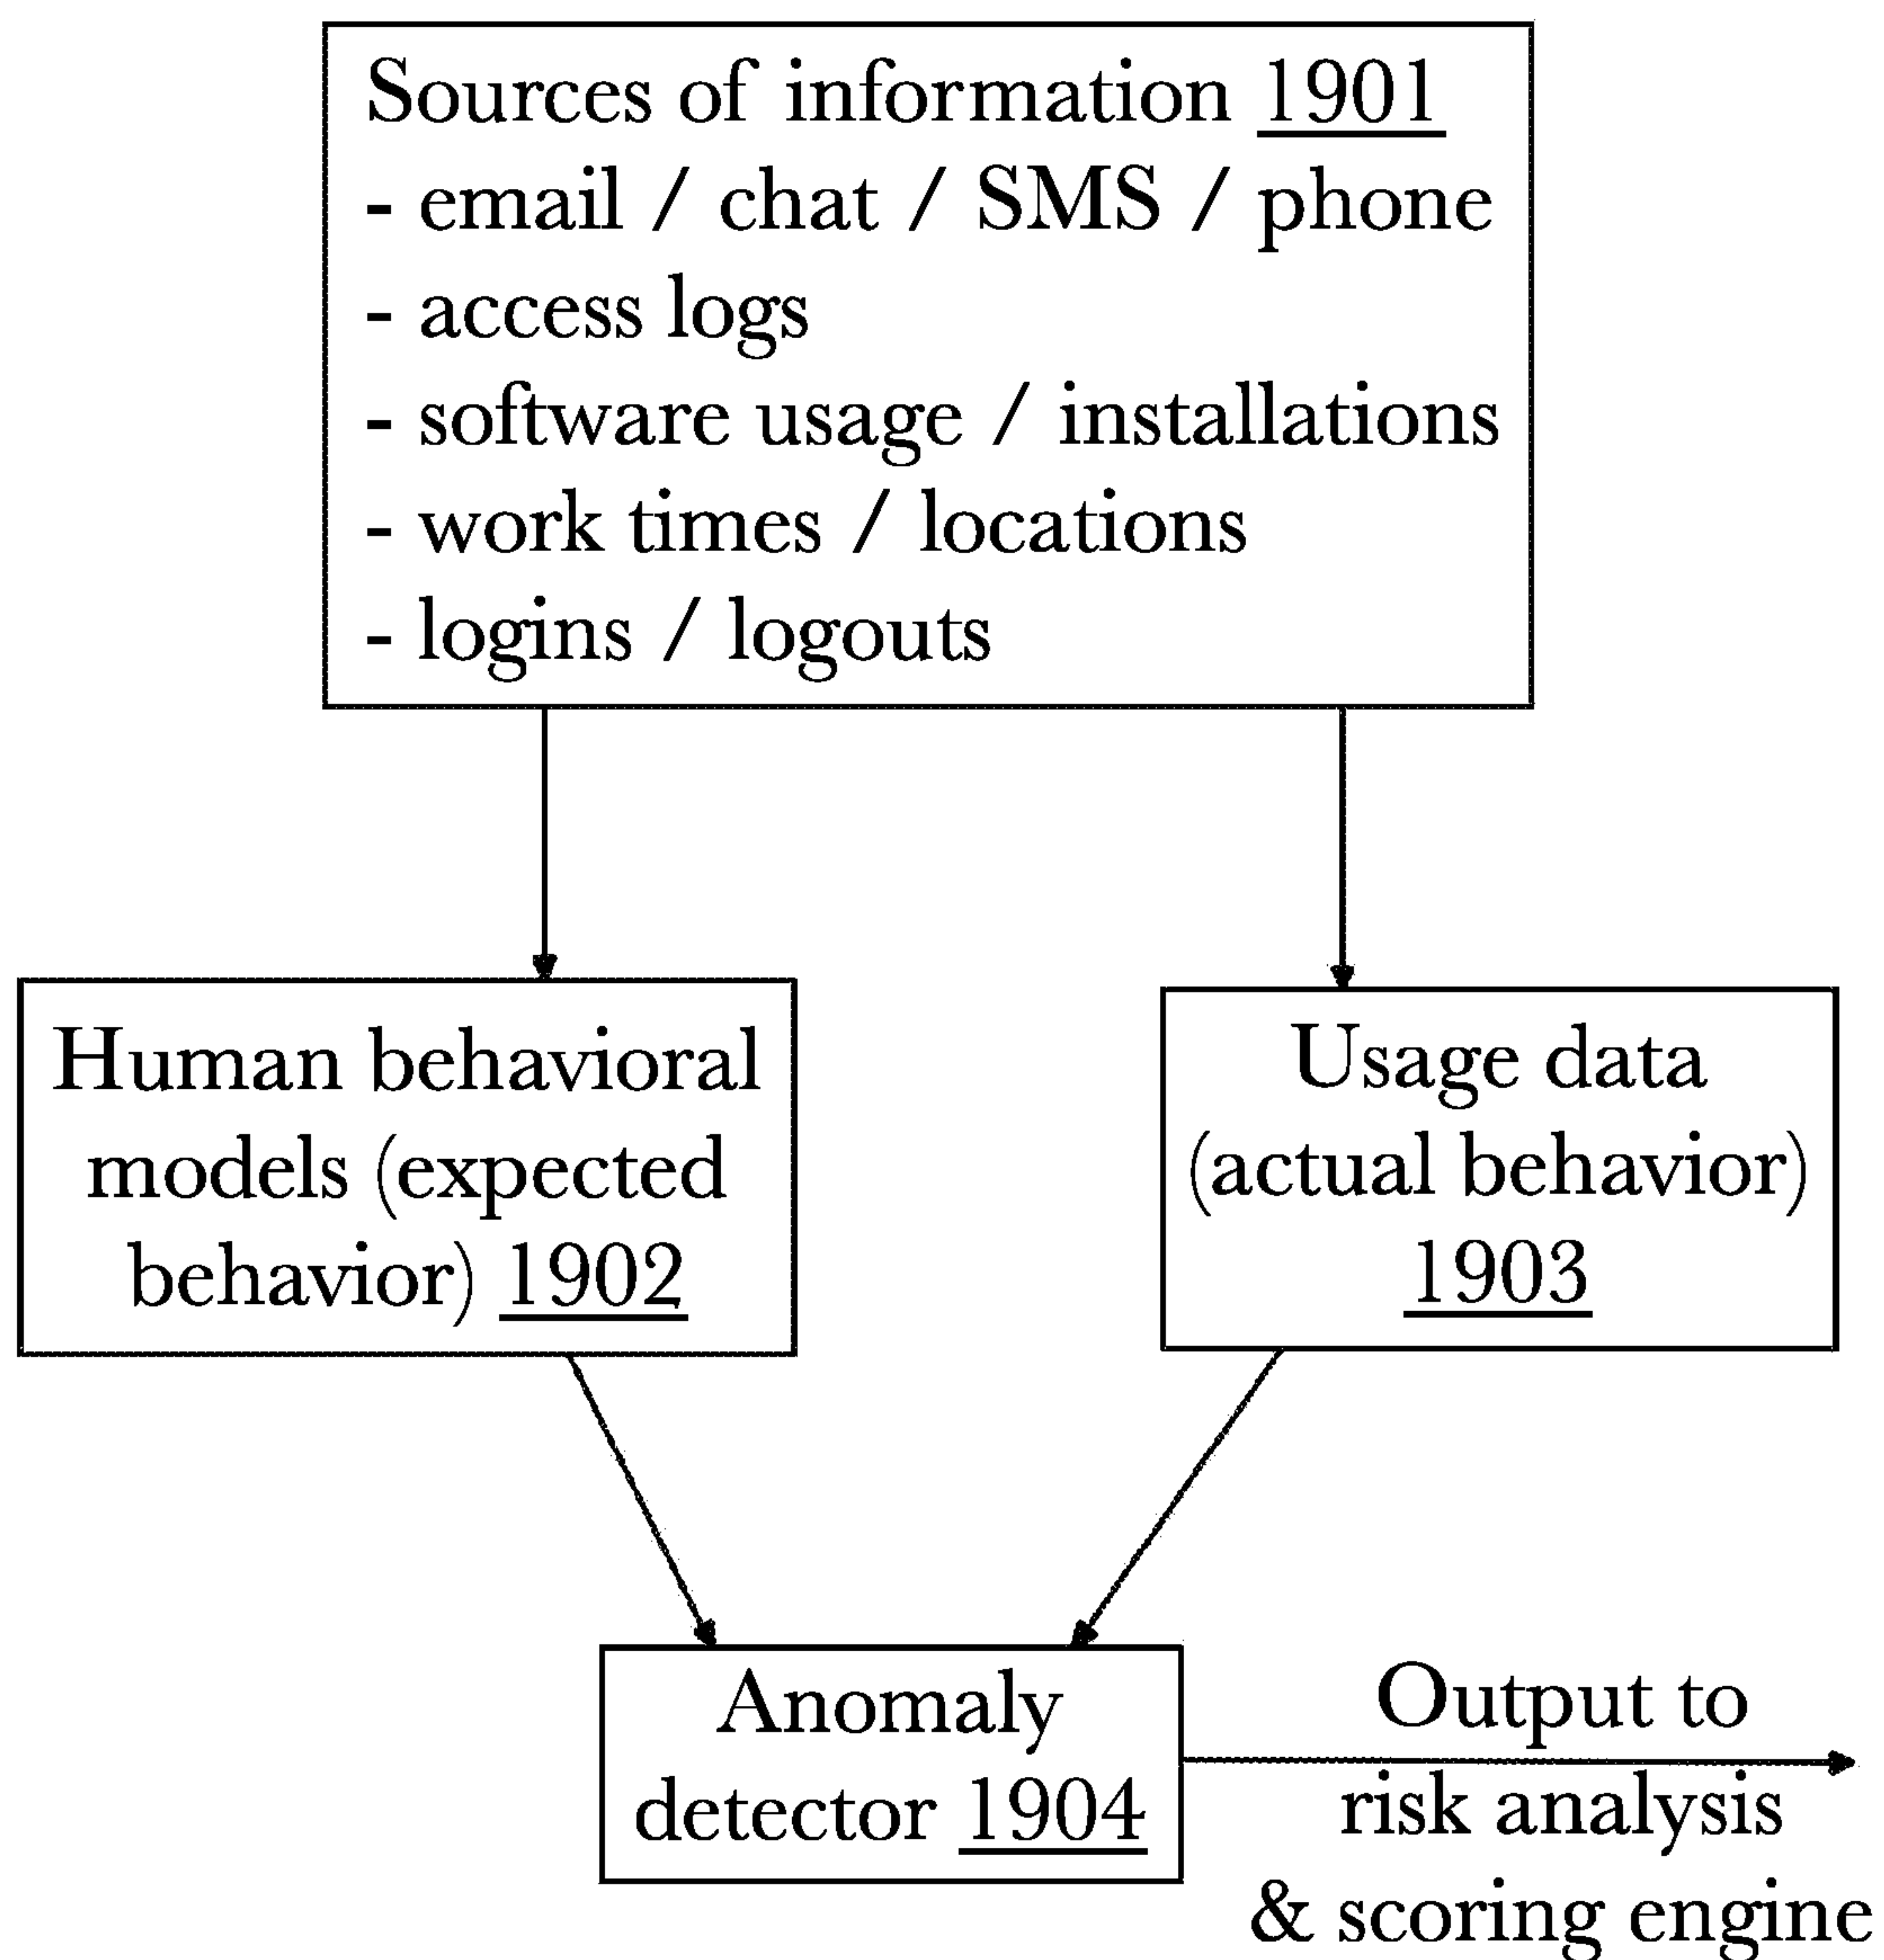 Sources of information 1901
- email / chat / SMS / phone
- access logs
- software usage / installations
- work times / locations
- logins / logouts
Human behavioral
models (expected
behavior) 1902
Usage data
(actual behavior)
1903
Anomaly
detector 1904
Output to
risk analysis
& scoring engine